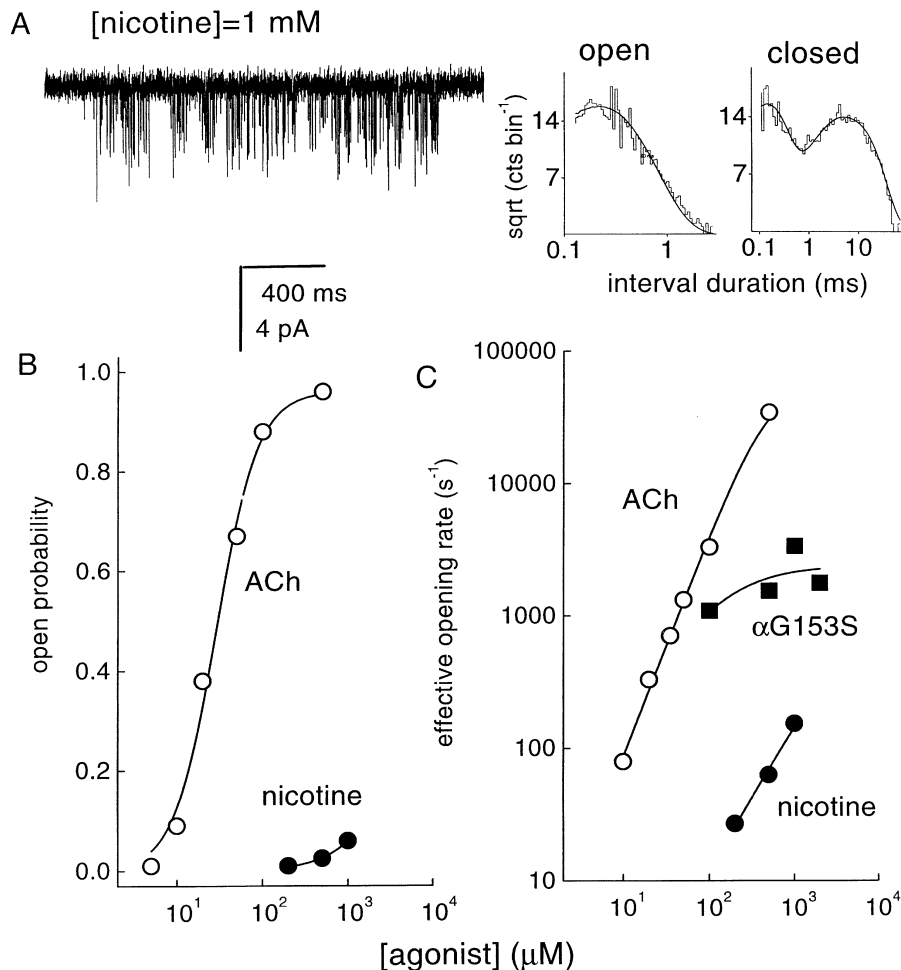 A
[nicotine]=1 mM
open
closed
sqrt (cts bin⁻¹)
14
7
0.1
1
14
7
0.1
1
10
interval duration (ms)
400 ms
4 pA
B
open probability
1.0
0.8
0.6
0.4
0.2
0.0
ACh
nicotine
10¹
10²
10³
10⁴
C
effective opening rate (s⁻¹)
100000
10000
1000
100
10
ACh
αG153S
nicotine
10¹
10²
10³
10⁴
[agonist] (μM)